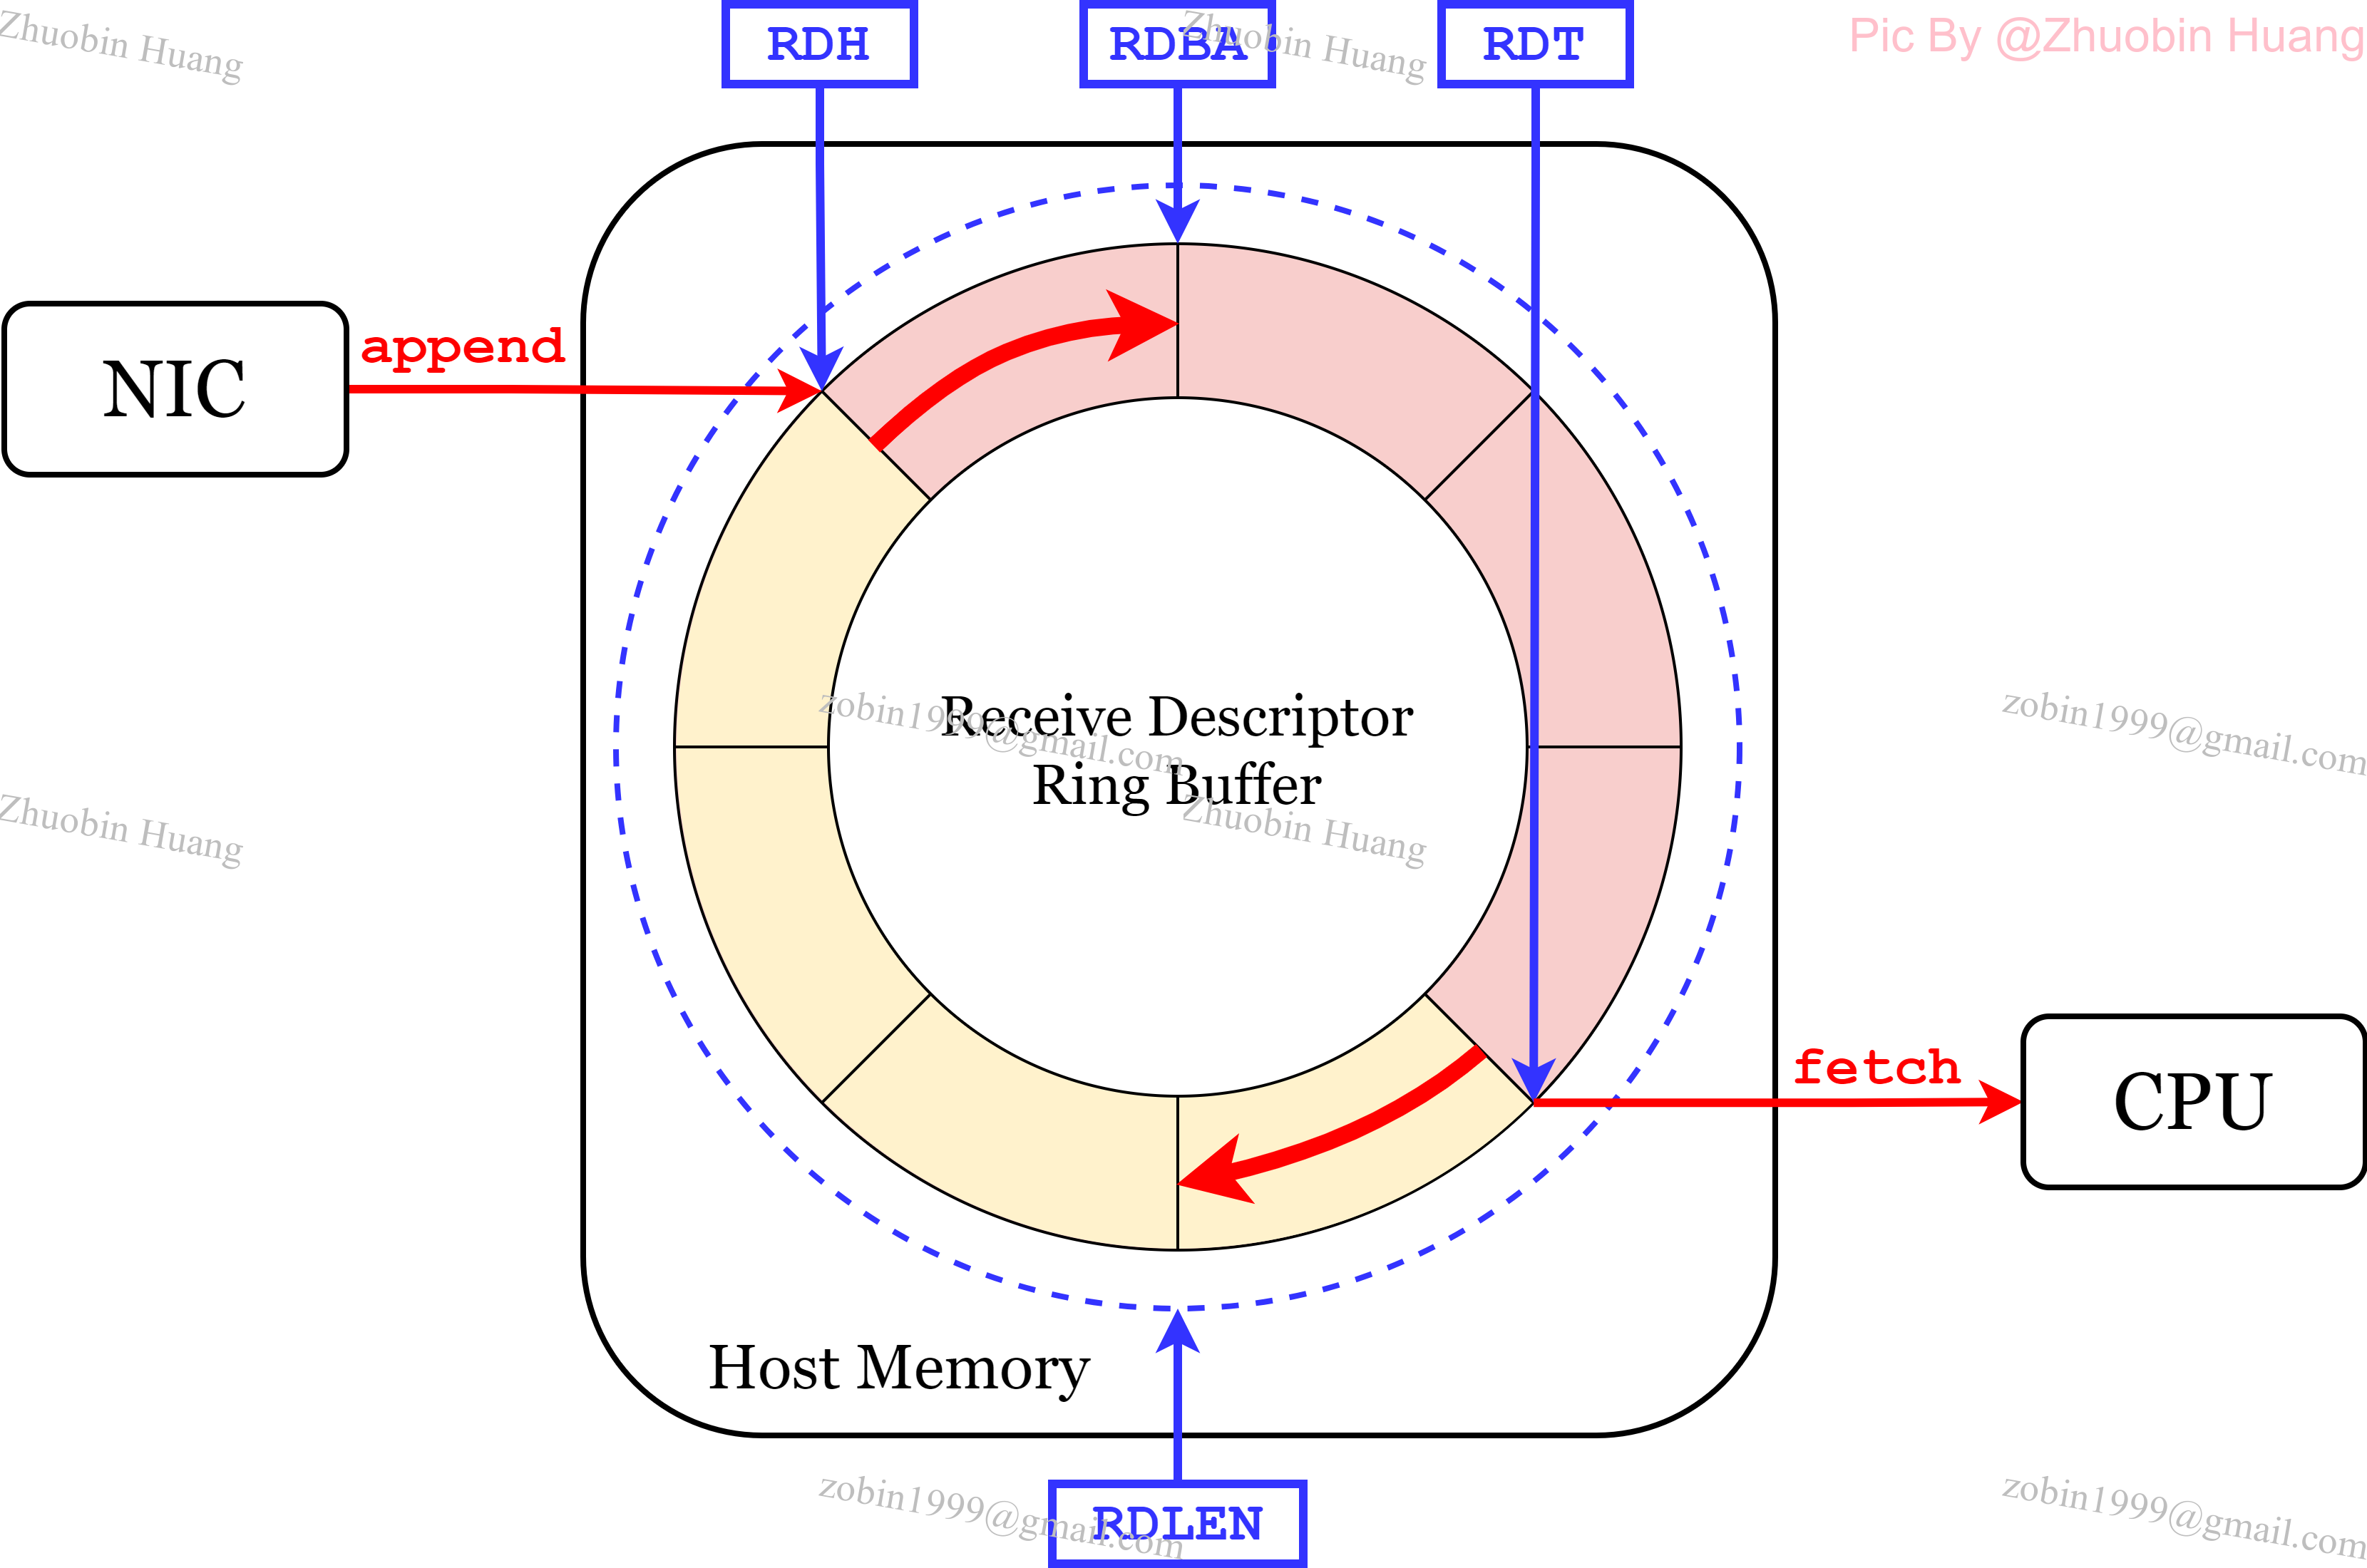 RDH
RDBA
RDT
Pic By @Zhuobin Huang
Zhuobin Huang
Zhuobin Huang
NIC
append
Receive Descriptor
Ring Buffer
zobin1999@gmail.com
zobin1999@gmail.com
Zhuobin Huang
Zhuobin Huang
fetch
CPU
Host Memory
RDLEN
zobin1999@gmail.com
zobin1999@gmail.com